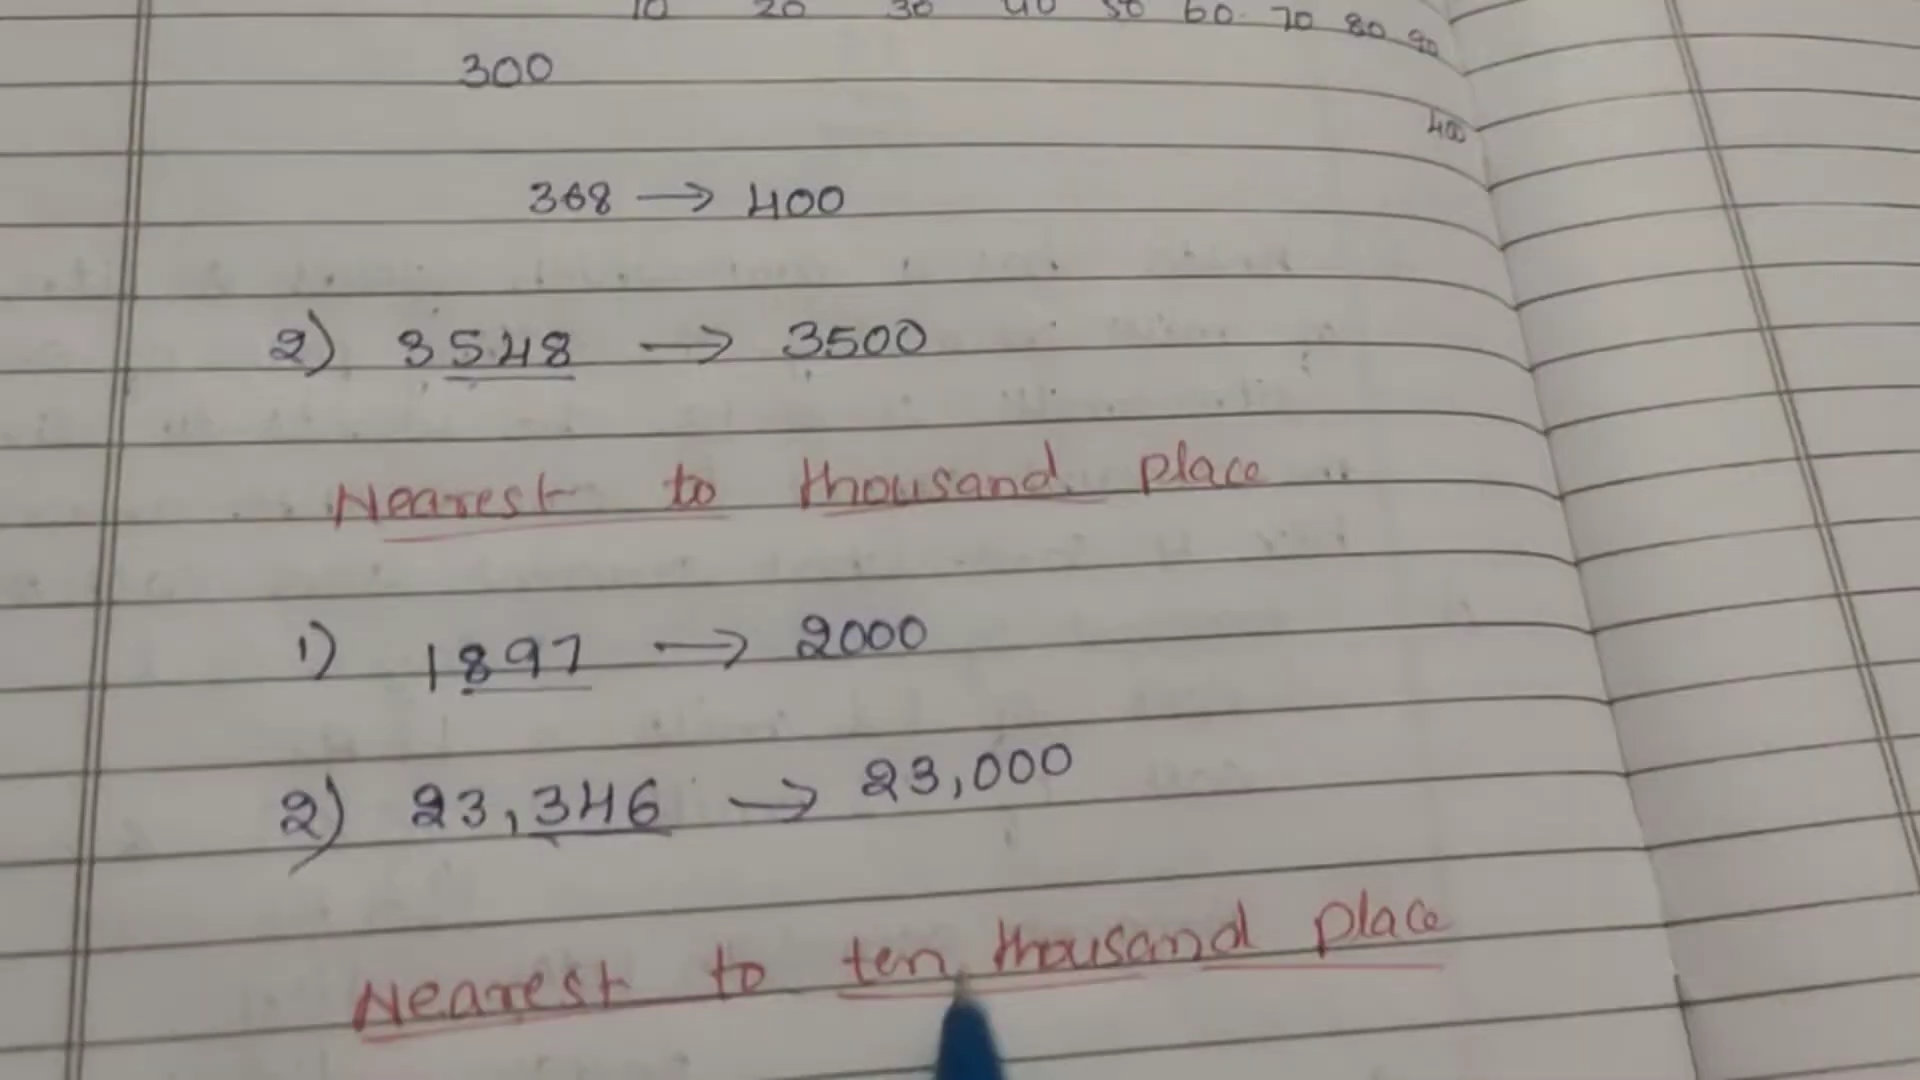 10 20 30 40 50 60 70 80 90
300
400
368 → 400
2) 3548 → 3500
Nearest to thousand place
1) 1897 → 2000
2) 23,346 → 23,000
Nearest to ten thousand place